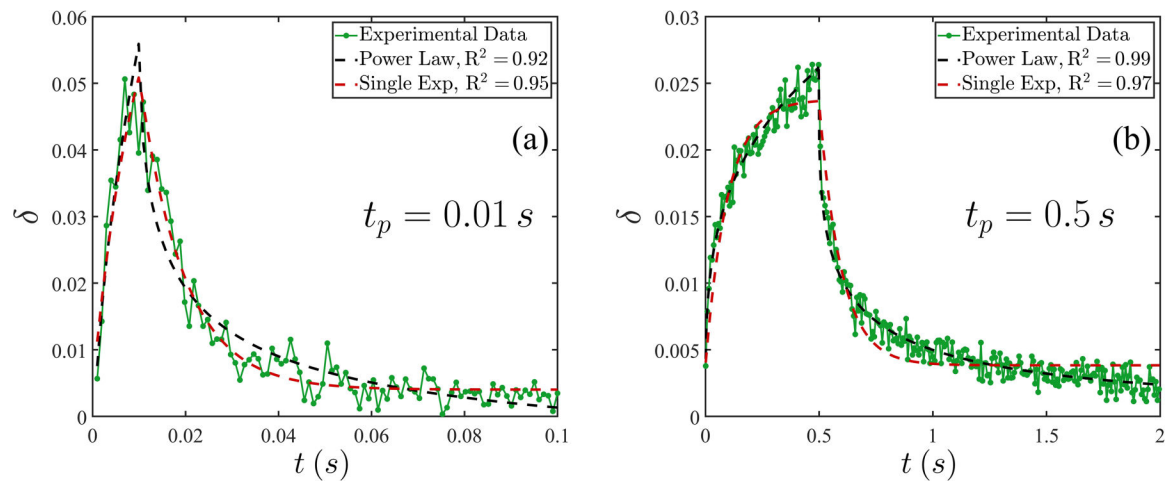 0.06
0.05
0.04
0.03
0.02
0.01
0
δ
Experimental Data
Power Law, R² = 0.92
Single Exp, R² = 0.95
(a)
t_p = 0.01 s
0
0.02
0.04
0.06
0.08
0.1
t (s)
0.03
0.025
0.02
0.015
0.01
0.005
0
δ
Experimental Data
Power Law, R² = 0.99
Single Exp, R² = 0.97
(b)
t_p = 0.5 s
0
0.5
1
1.5
2
t (s)